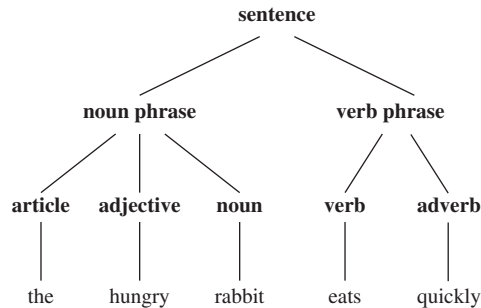 sentence
noun phrase verb phrase
article adjective noun verb adverb
the hungry rabbit eats quickly